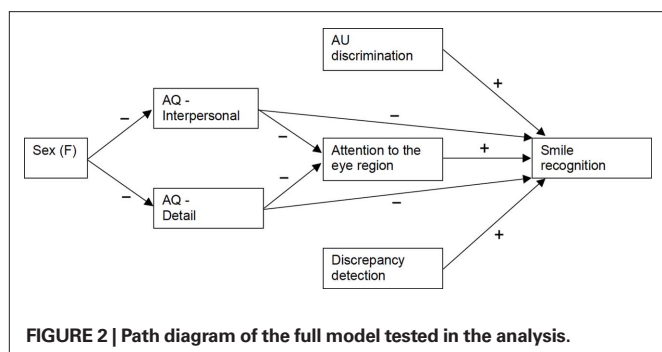 AU
discrimination
+
AQ -
Interpersonal
–
–
–
Sex (F)
Attention to the
eye region
+
Smile
recognition
–
–
–
AQ -
Detail
+
Discrepancy
detection
FIGURE 2 | Path diagram of the full model tested in the analysis.